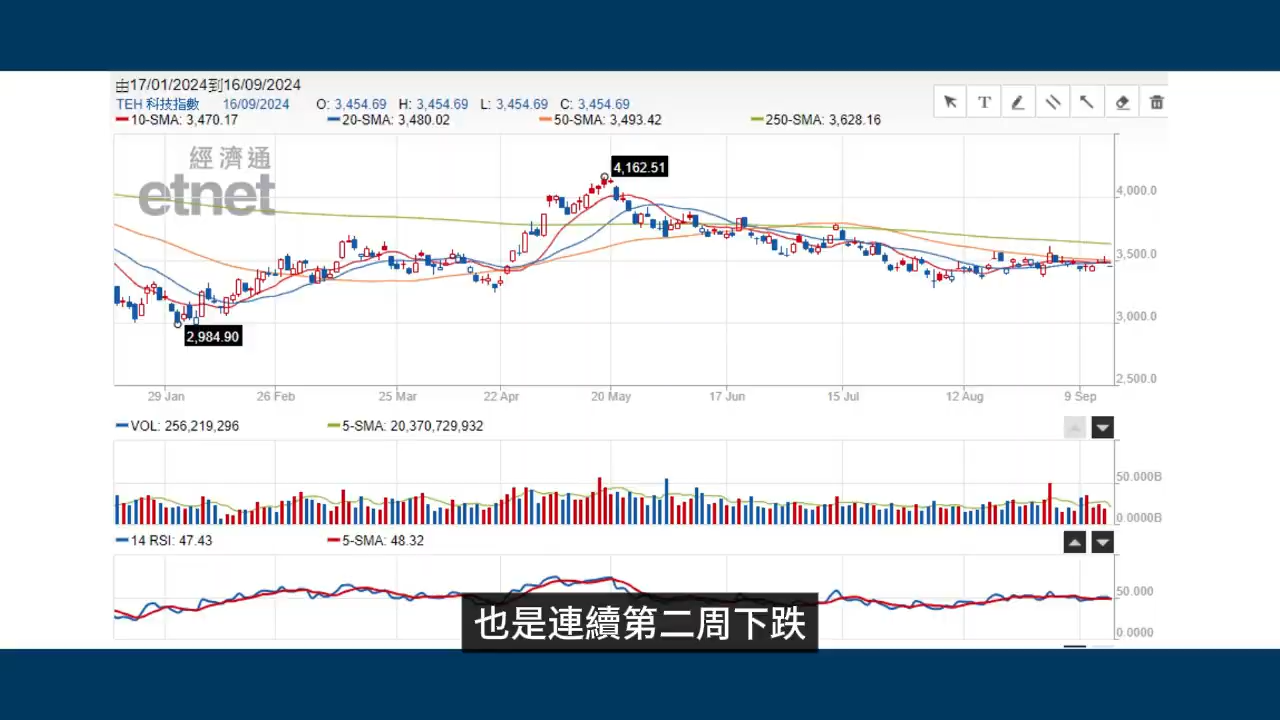 由17/01/2024到16/09/2024
TEH 科技指數 16/09/2024 O: 3,454.69 H: 3,454.69 L: 3,454.69 C: 3,454.69
10-SMA: 3,470.17 20-SMA: 3,480.02 50-SMA: 3,493.42 250-SMA: 3,628.16
T
經濟通
etnet
4,162.51
2,984.90
4,000.0
3,500.0
3,000.0
2,500.0
29 Jan 26 Feb 25 Mar 22 Apr 20 May 17 Jun 15 Jul 12 Aug 9 Sep
VOL: 256,219,296 5-SMA: 20,370,729,932
50.000B
0.0000B
14 RSI: 47.43 5-SMA: 48.32
50.000
0.0000
也是連續第二周下跌